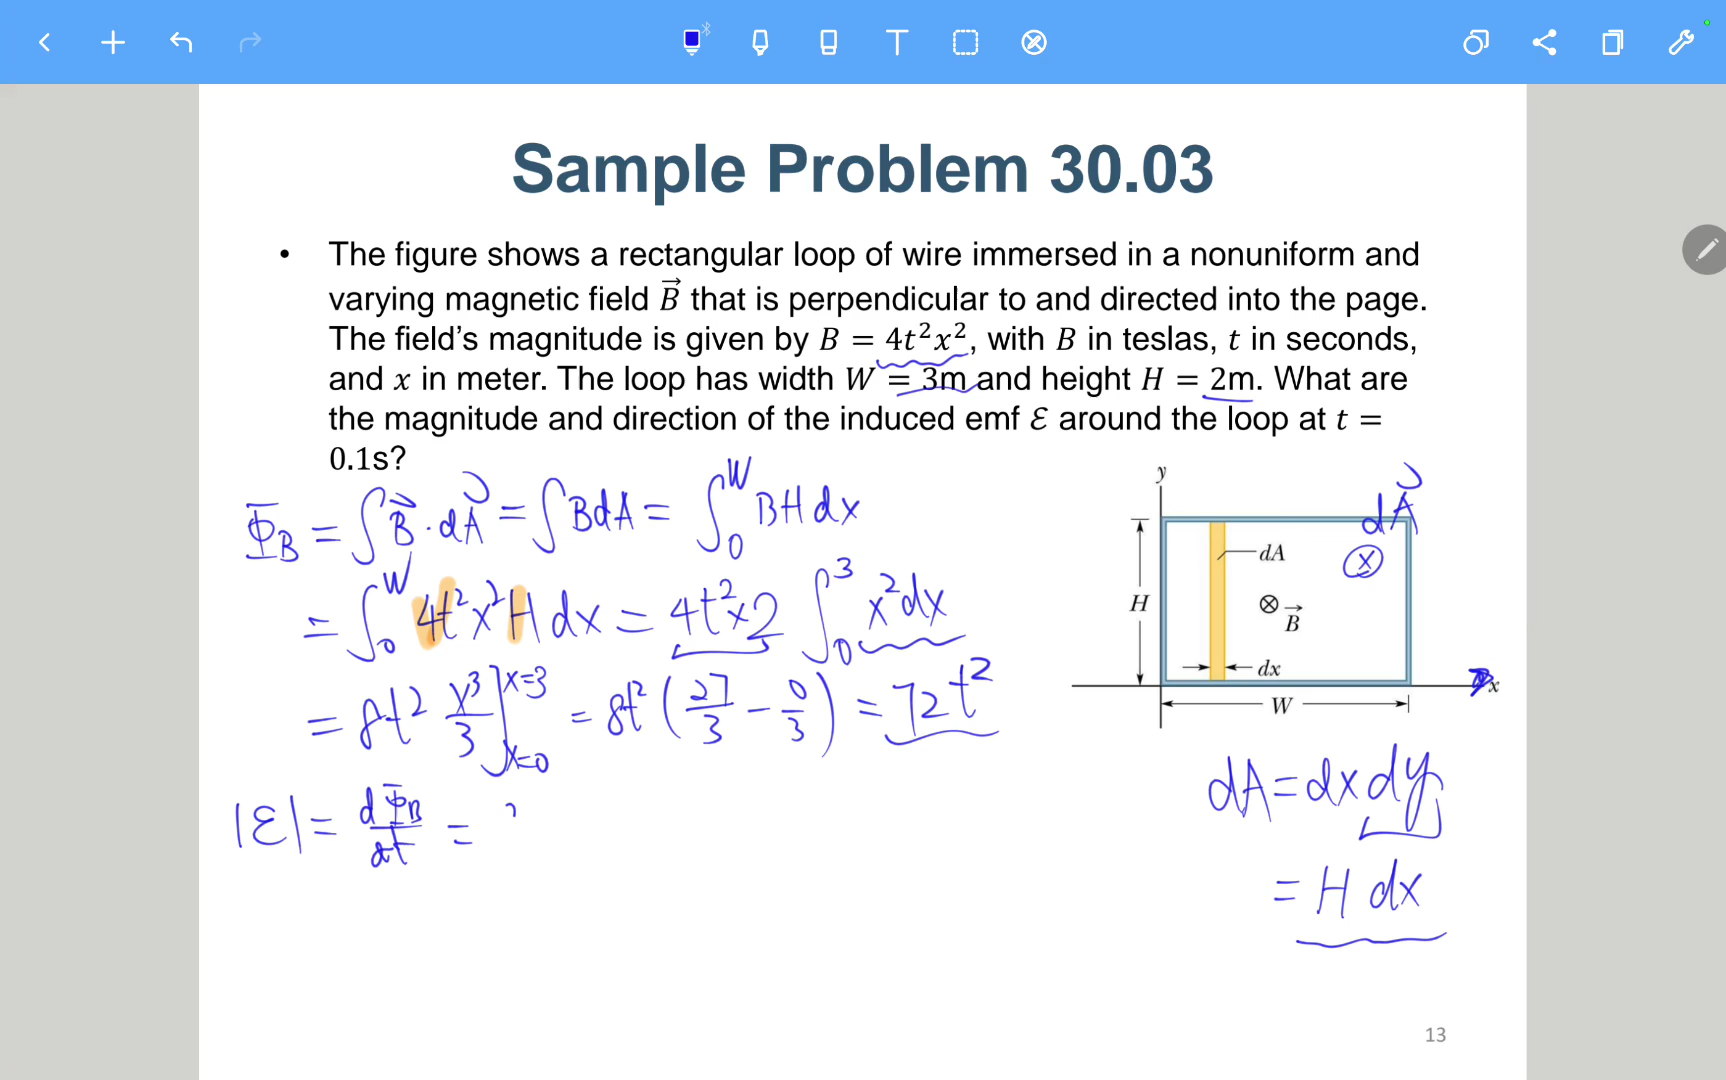 Sample Problem 30.03
• The figure shows a rectangular loop of wire immersed in a nonuniform and
varying magnetic field B⃗ that is perpendicular to and directed into the page.
The field’s magnitude is given by B = 4t²x², with B in teslas, t in seconds,
and x in meter. The loop has width W = 3m and height H = 2m. What are
the magnitude and direction of the induced emf ℰ around the loop at t =
0.1s?
Φ_B = ∫ B⃗ · dA⃗ = ∫ BdA = ∫₀^W BH dx
= ∫₀^W 4t²x²H dx = 4t²×2 ∫₀³ x²dx
= 8t² x³/3 ]_{x=0}^{x=3} = 8t² (27/3 − 0/3) = 72t²
|ℰ| = dΦ_B/dt =
y
dA⃗
dA
⊗
H
⊗ B⃗
dx
x
W
dA = dx dy
= H dx
13